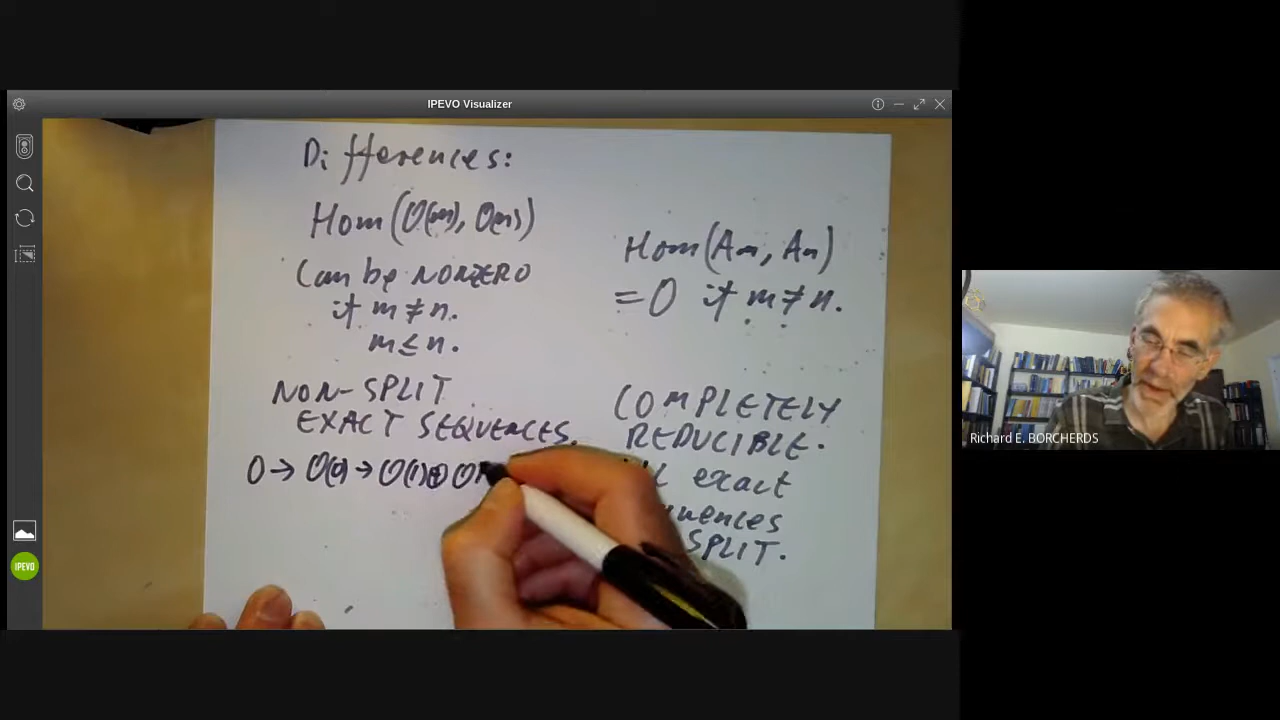 IPEVO Visualizer
Differences:
Hom(O(m), O(n))
Can be NONZERO
if m ≠ n.
m ≤ n.
NON-SPLIT
EXACT SEQUENCES.
0 → O(0) → O(1) ⊕ O(
Hom(Am, An)
= 0 if m ≠ n.
COMPLETELY
REDUCIBLE.
exact
SPLIT.
Richard E. BORCHERDS
IPEVO